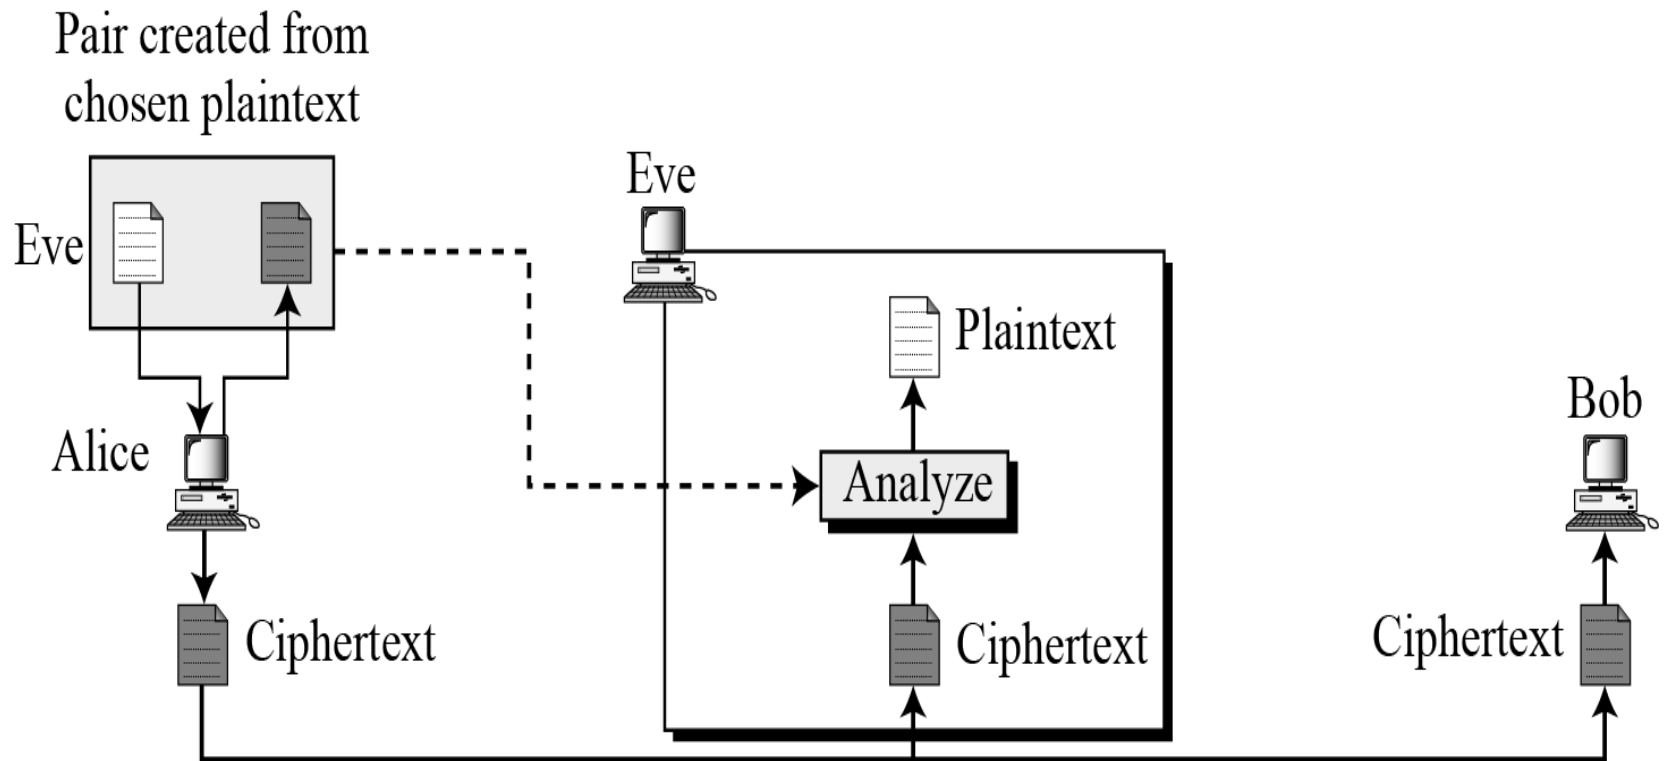 Pair created from
chosen plaintext
Eve
Eve
Plaintext
Bob
Alice
Analyze
Ciphertext
Ciphertext
Ciphertext